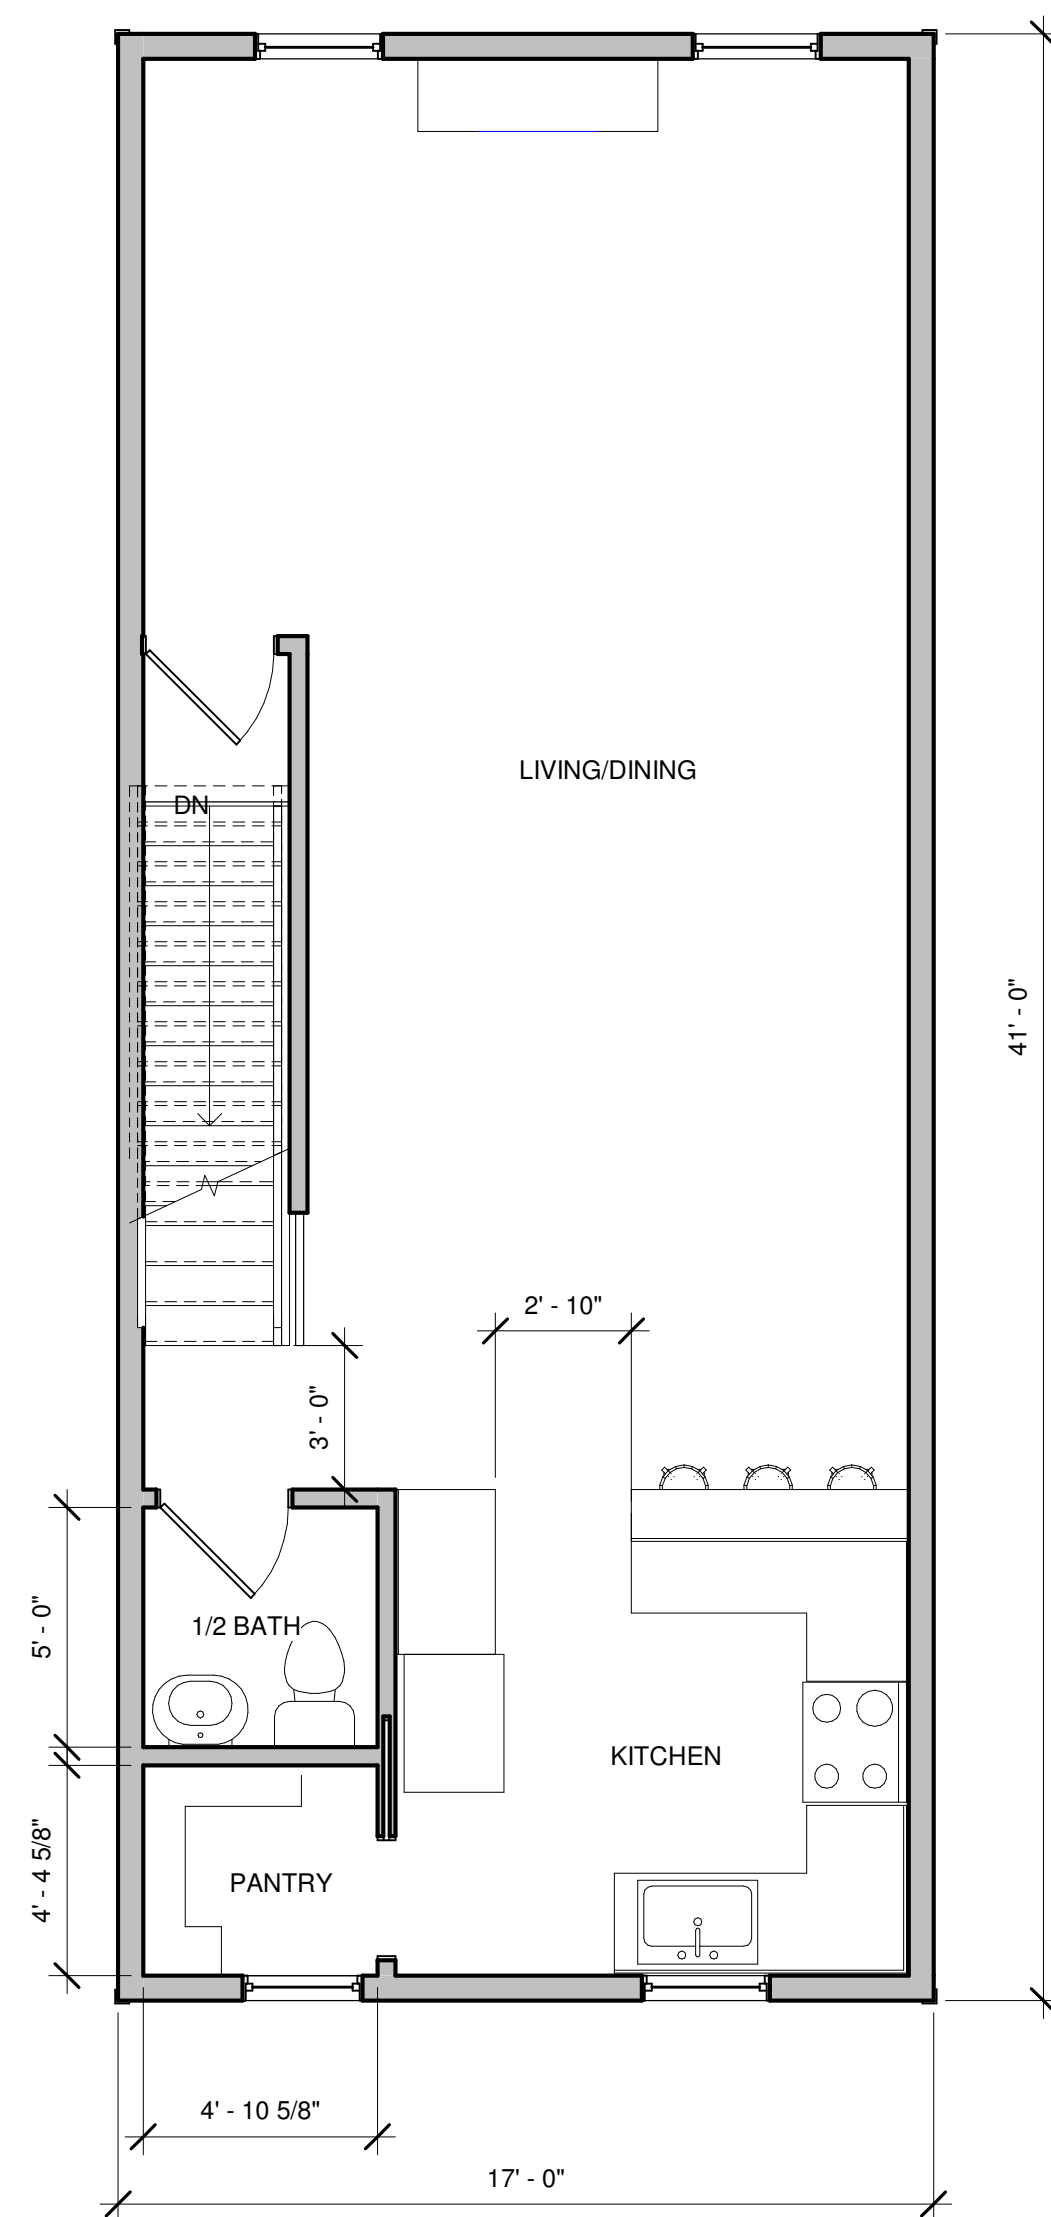 LIVING/DINING
DN
41' - 0"
2' - 10"
3' - 0"
5' - 0"
1/2 BATH
KITCHEN
4' - 4 5/8"
PANTRY
4' - 10 5/8"
17' - 0"